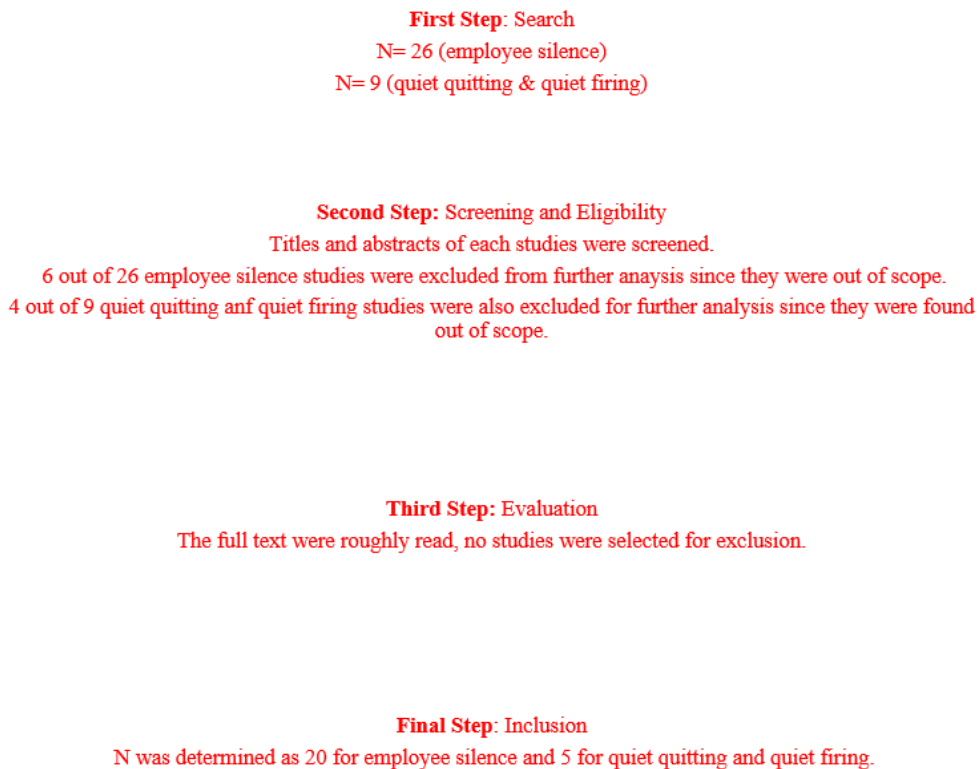 First Step: Search
N= 26 (employee silence)
N= 9 (quiet quitting & quiet firing)
Second Step: Screening and Eligibility
Titles and abstracts of each studies were screened.
6 out of 26 employee silence studies were excluded from further anaysis since they were out of scope.
4 out of 9 quiet quitting anf quiet firing studies were also excluded for further analysis since they were found
out of scope.
Third Step: Evaluation
The full text were roughly read, no studies were selected for exclusion.
Final Step: Inclusion
N was determined as 20 for employee silence and 5 for quiet quitting and quiet firing.